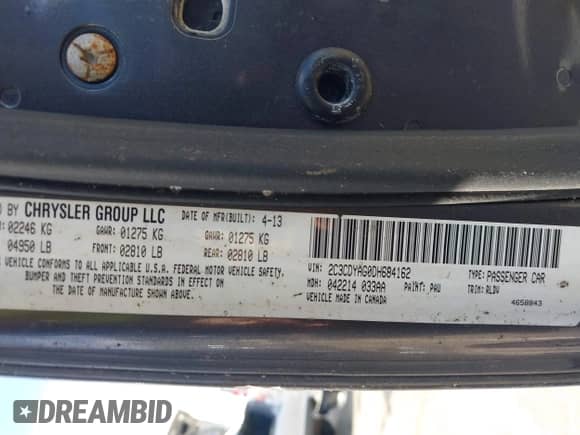 D BY CHRYSLER GROUP LLC
DATE OF MFR(BUILT): 4-13
: 02246 KG
GAWR: 01275 KG
GAWR: 01275 KG
04950 LB
FRONT: 02810 LB
REAR: 02810 LB
VEHICLE CONFORMS TO ALL APPLICABLE U.S.A. FEDERAL MOTOR VEHICLE SAFETY,
BUMPER AND THEFT PREVENTION STANDARDS IN EFFECT ON
THE DATE OF MANUFACTURE SHOWN ABOVE.
VIN: 2C3CDYAG0DH684162
TYPE: PASSENGER CAR
MDH: 042214 033AA
PAINT: PAU
TRIM: RLDV
VEHICLE MADE IN CANADA
4658843
DREAMBID